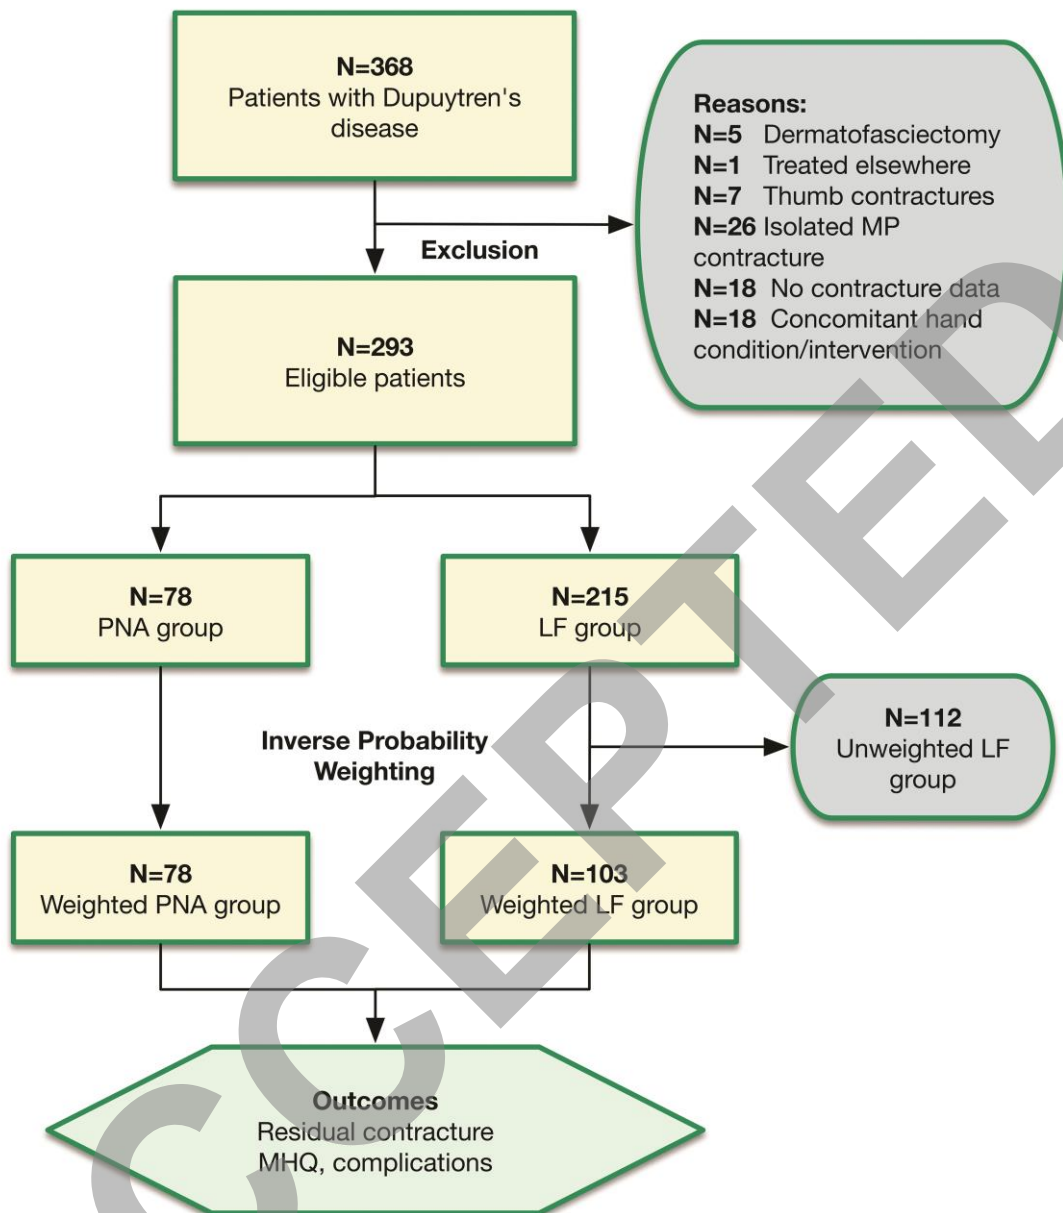 N=368
Patients with Dupuytren's
disease
Reasons:
N=5 Dermatofasciectomy
N=1 Treated elsewhere
N=7 Thumb contractures
N=26 Isolated MP
contracture
N=18 No contracture data
N=18 Concomitant hand
condition/intervention
Exclusion
N=293
Eligible patients
N=78
PNA group
N=215
LF group
N=112
Unweighted LF
group
Inverse Probability
Weighting
N=78
Weighted PNA group
N=103
Weighted LF group
Outcomes
Residual contracture
MHQ, complications
CCEPTED